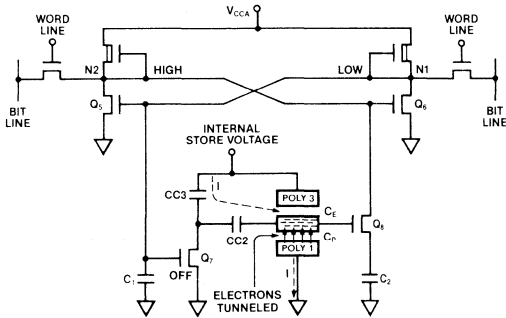 V_CCA
WORD LINE
WORD LINE
N2
HIGH
LOW
N1
BIT LINE
Q5
Q6
BIT LINE
INTERNAL STORE VOLTAGE
I
CC3
POLY 3
C_E
CC2
Q8
C_P
POLY 1
Q7
OFF
C1
I
C2
ELECTRONS TUNNELED